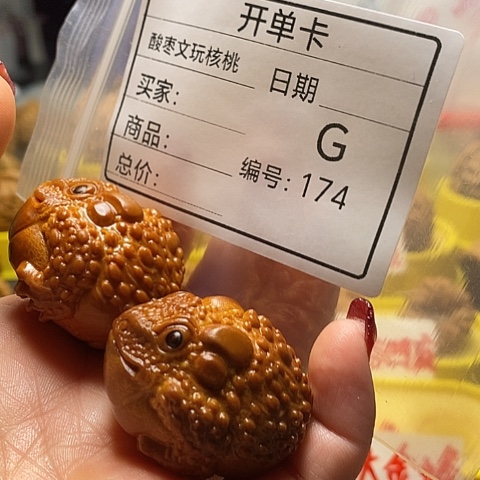 开单卡
酸枣文玩核桃 日期
买家：
G
商品：
编号：174
总价：